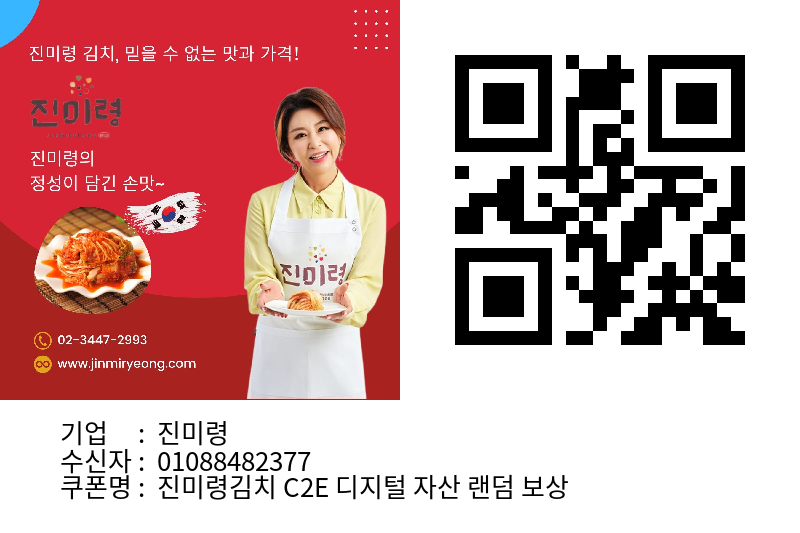 진미령 김치, 믿을 수 없는 맛과 가격!
진미령
진미령의
정성이 담긴 손맛~
진미령
02-3447-2993
www.jinmiryeong.com
기업 : 진미령
수신자 : 01088482377
쿠폰명 : 진미령김치 C2E 디지털 자산 랜덤 보상